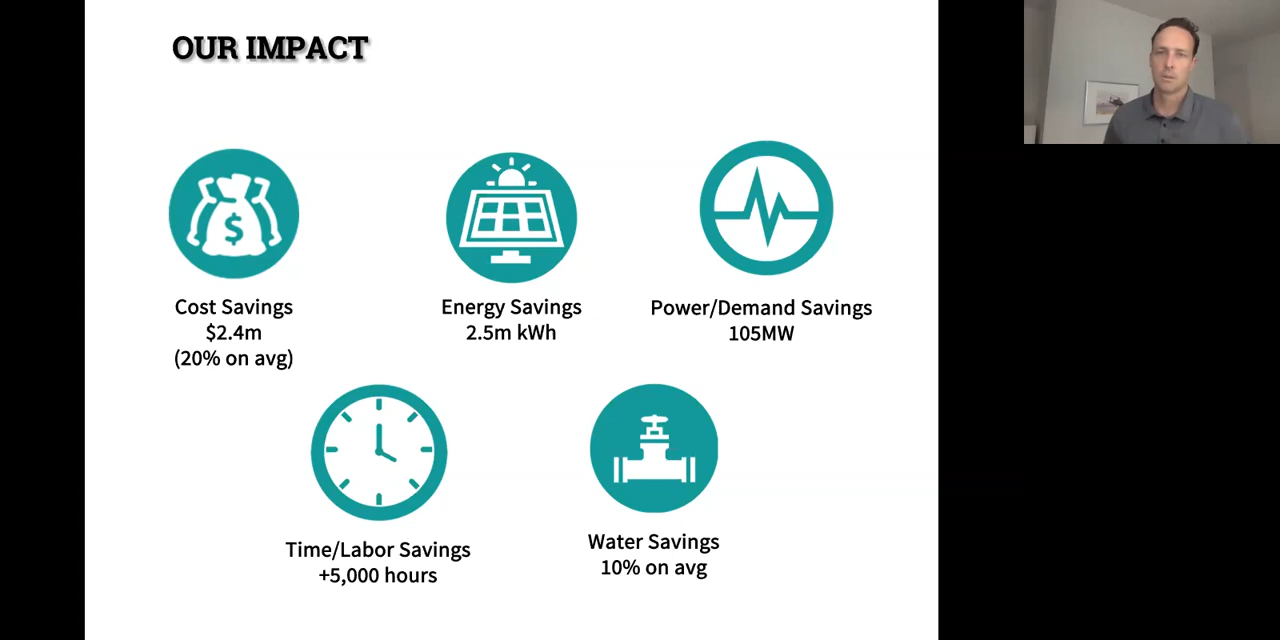 OUR IMPACT
Cost Savings
$2.4m
(20% on avg)
Energy Savings
2.5m kWh
Power/Demand Savings
105MW
Time/Labor Savings
+5,000 hours
Water Savings
10% on avg